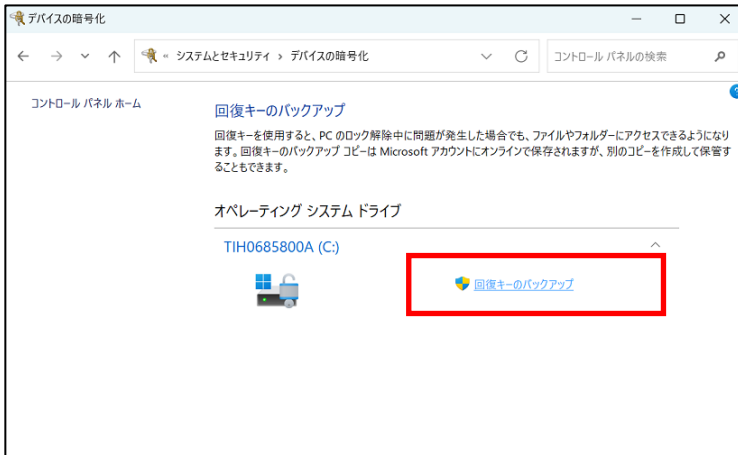 デバイスの暗号化
« システムとセキュリティ › デバイスの暗号化
コントロール パネルの検索
コントロール パネル ホーム
回復キーのバックアップ
回復キーを使用すると、PC のロック解除中に問題が発生した場合でも、ファイルやフォルダーにアクセスできるようになり
ます。回復キーのバックアップ コピーは Microsoft アカウントにオンラインで保存されますが、別のコピーを作成して保管す
ることもできます。
オペレーティング システム ドライブ
TIH0685800A (C:)
回復キーのバックアップ